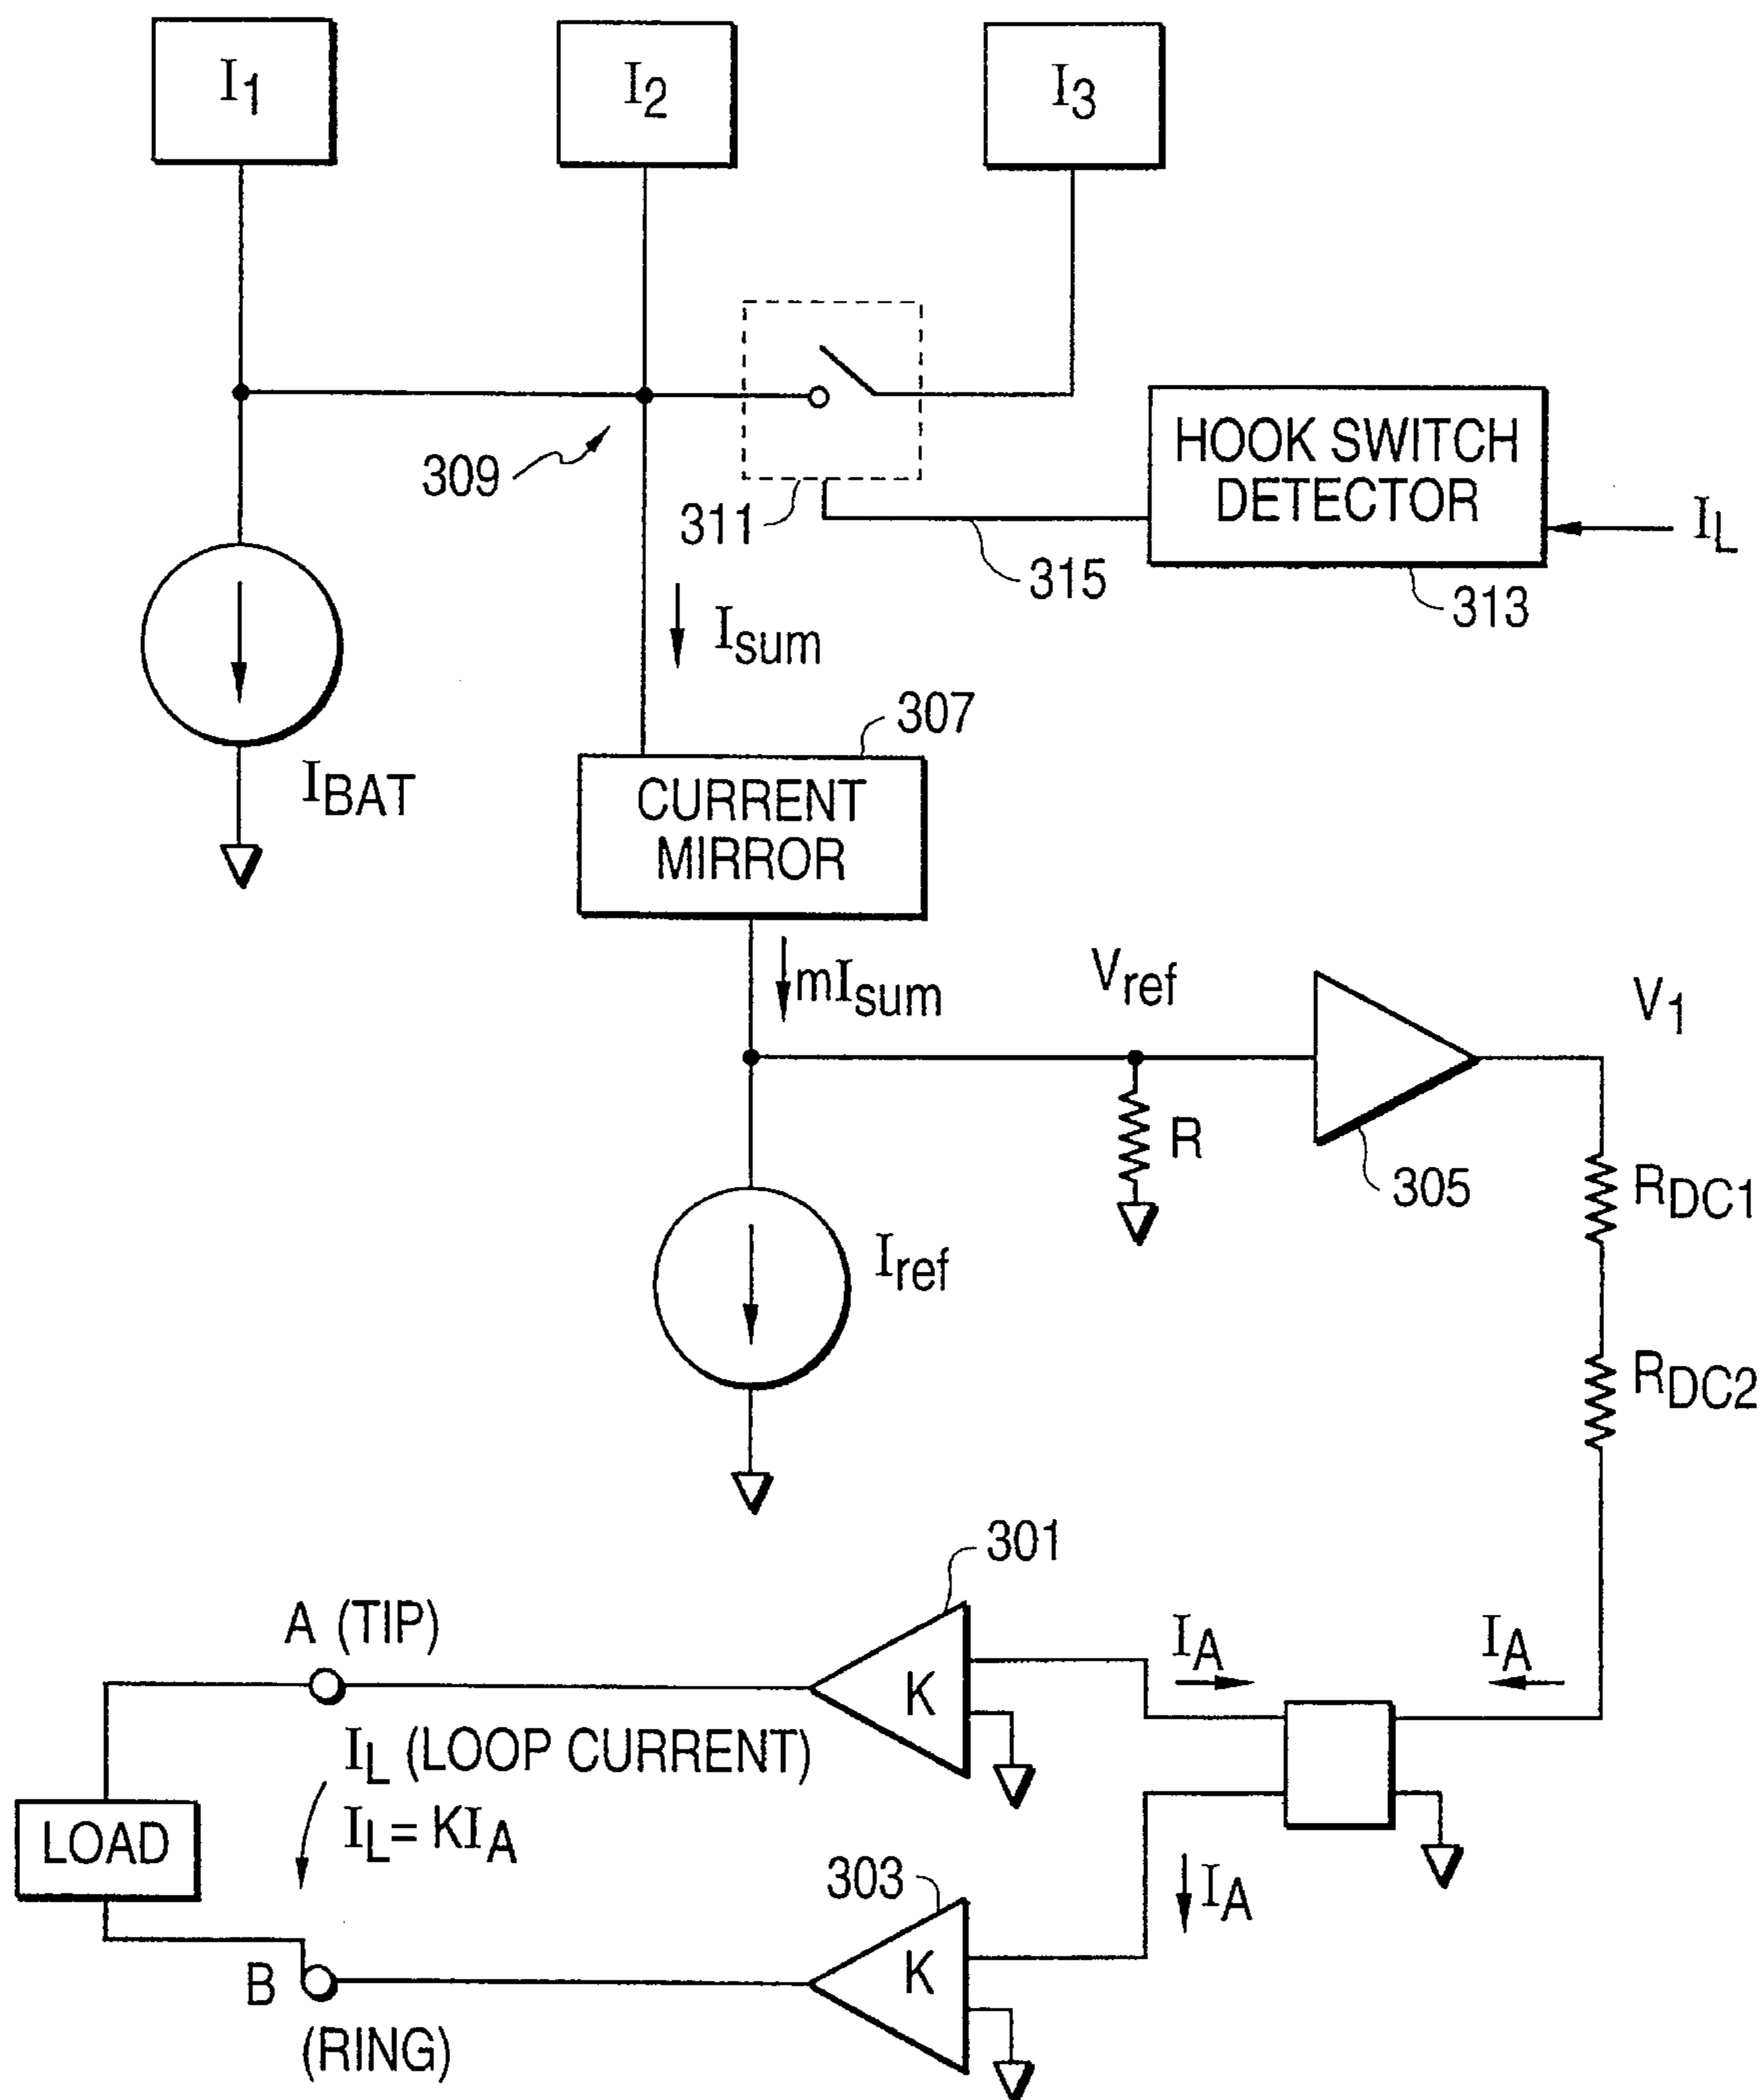 I1
I2
I3
309
311
HOOK SWITCH
DETECTOR
IL
315
313
Isum
307
IBAT
CURRENT
MIRROR
mIsum
Vref
V1
R
305
RDC1
Iref
RDC2
301
A (TIP)
IA
IA
K
IL (LOOP CURRENT)
IL = KIA
LOAD
303
IA
K
B
(RING)